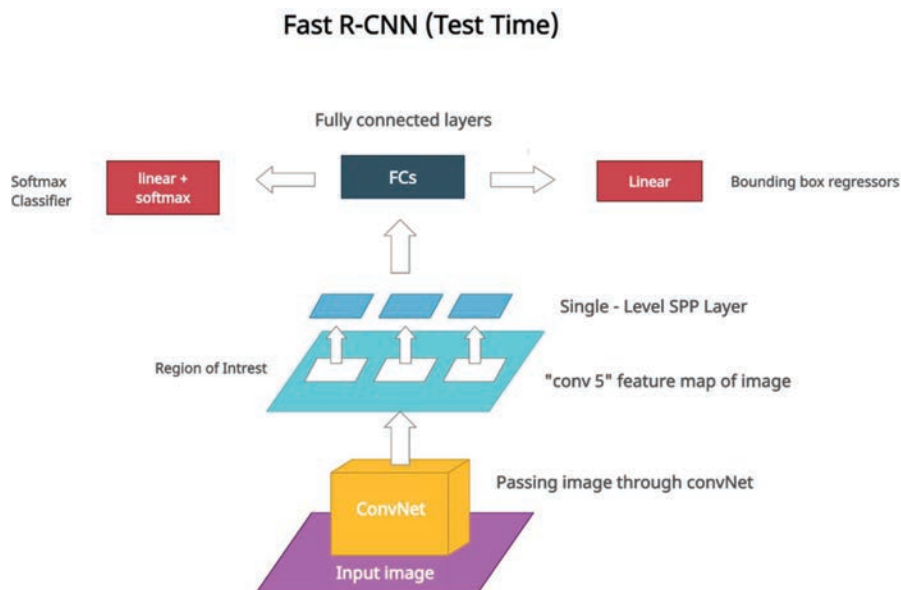 Fast R-CNN (Test Time)
Fully connected layers
Softmax
Classifier
linear +
softmax
FCs
Linear
Bounding box regressors
Single - Level SPP Layer
Region of Intrest
"conv 5" feature map of image
Passing image through convNet
ConvNet
Input image